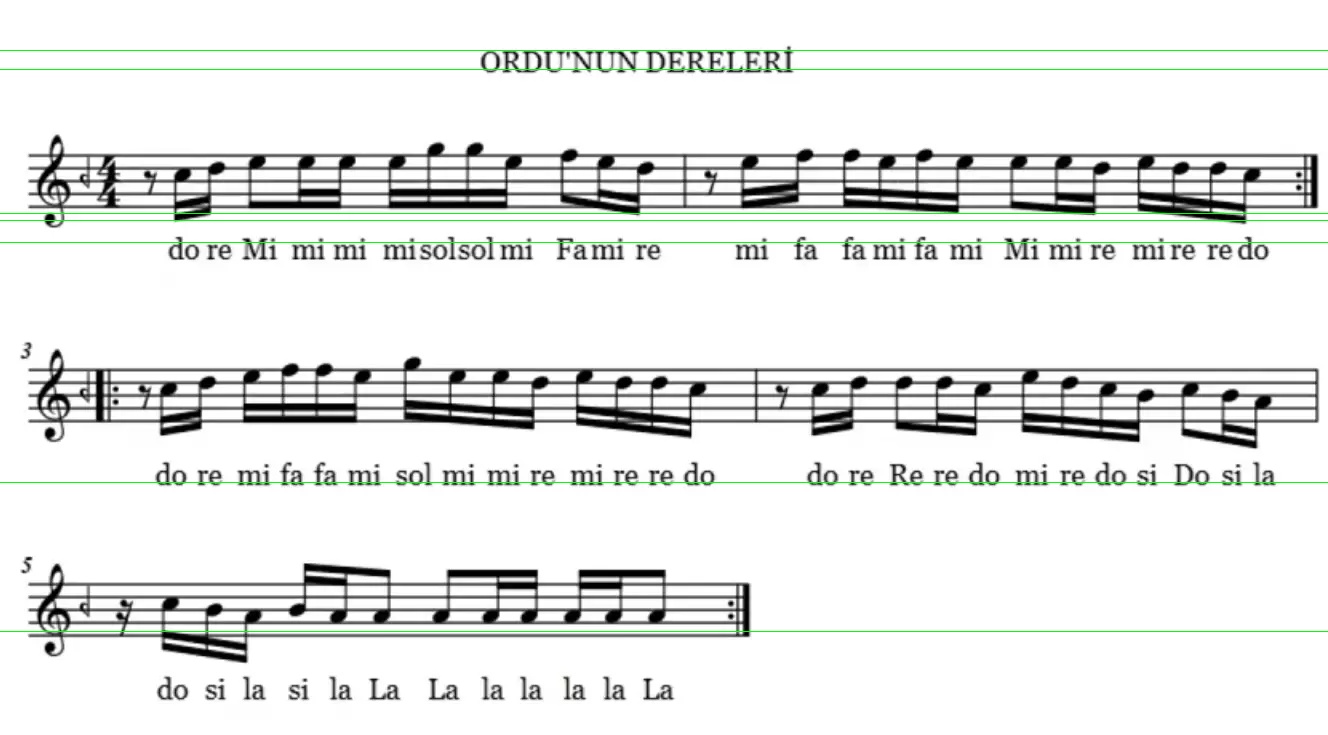 ORDU'NUN DERELERİ
4
4
do re Mi mi mi mi sol sol mi Fa mi re mi fa fa mi fa mi Mi mi re mi re re do
3
do re mi fa fa mi sol mi mi re mi re re do do re Re re do mi re do si Do si la
5
do si la si la La La la la la la La